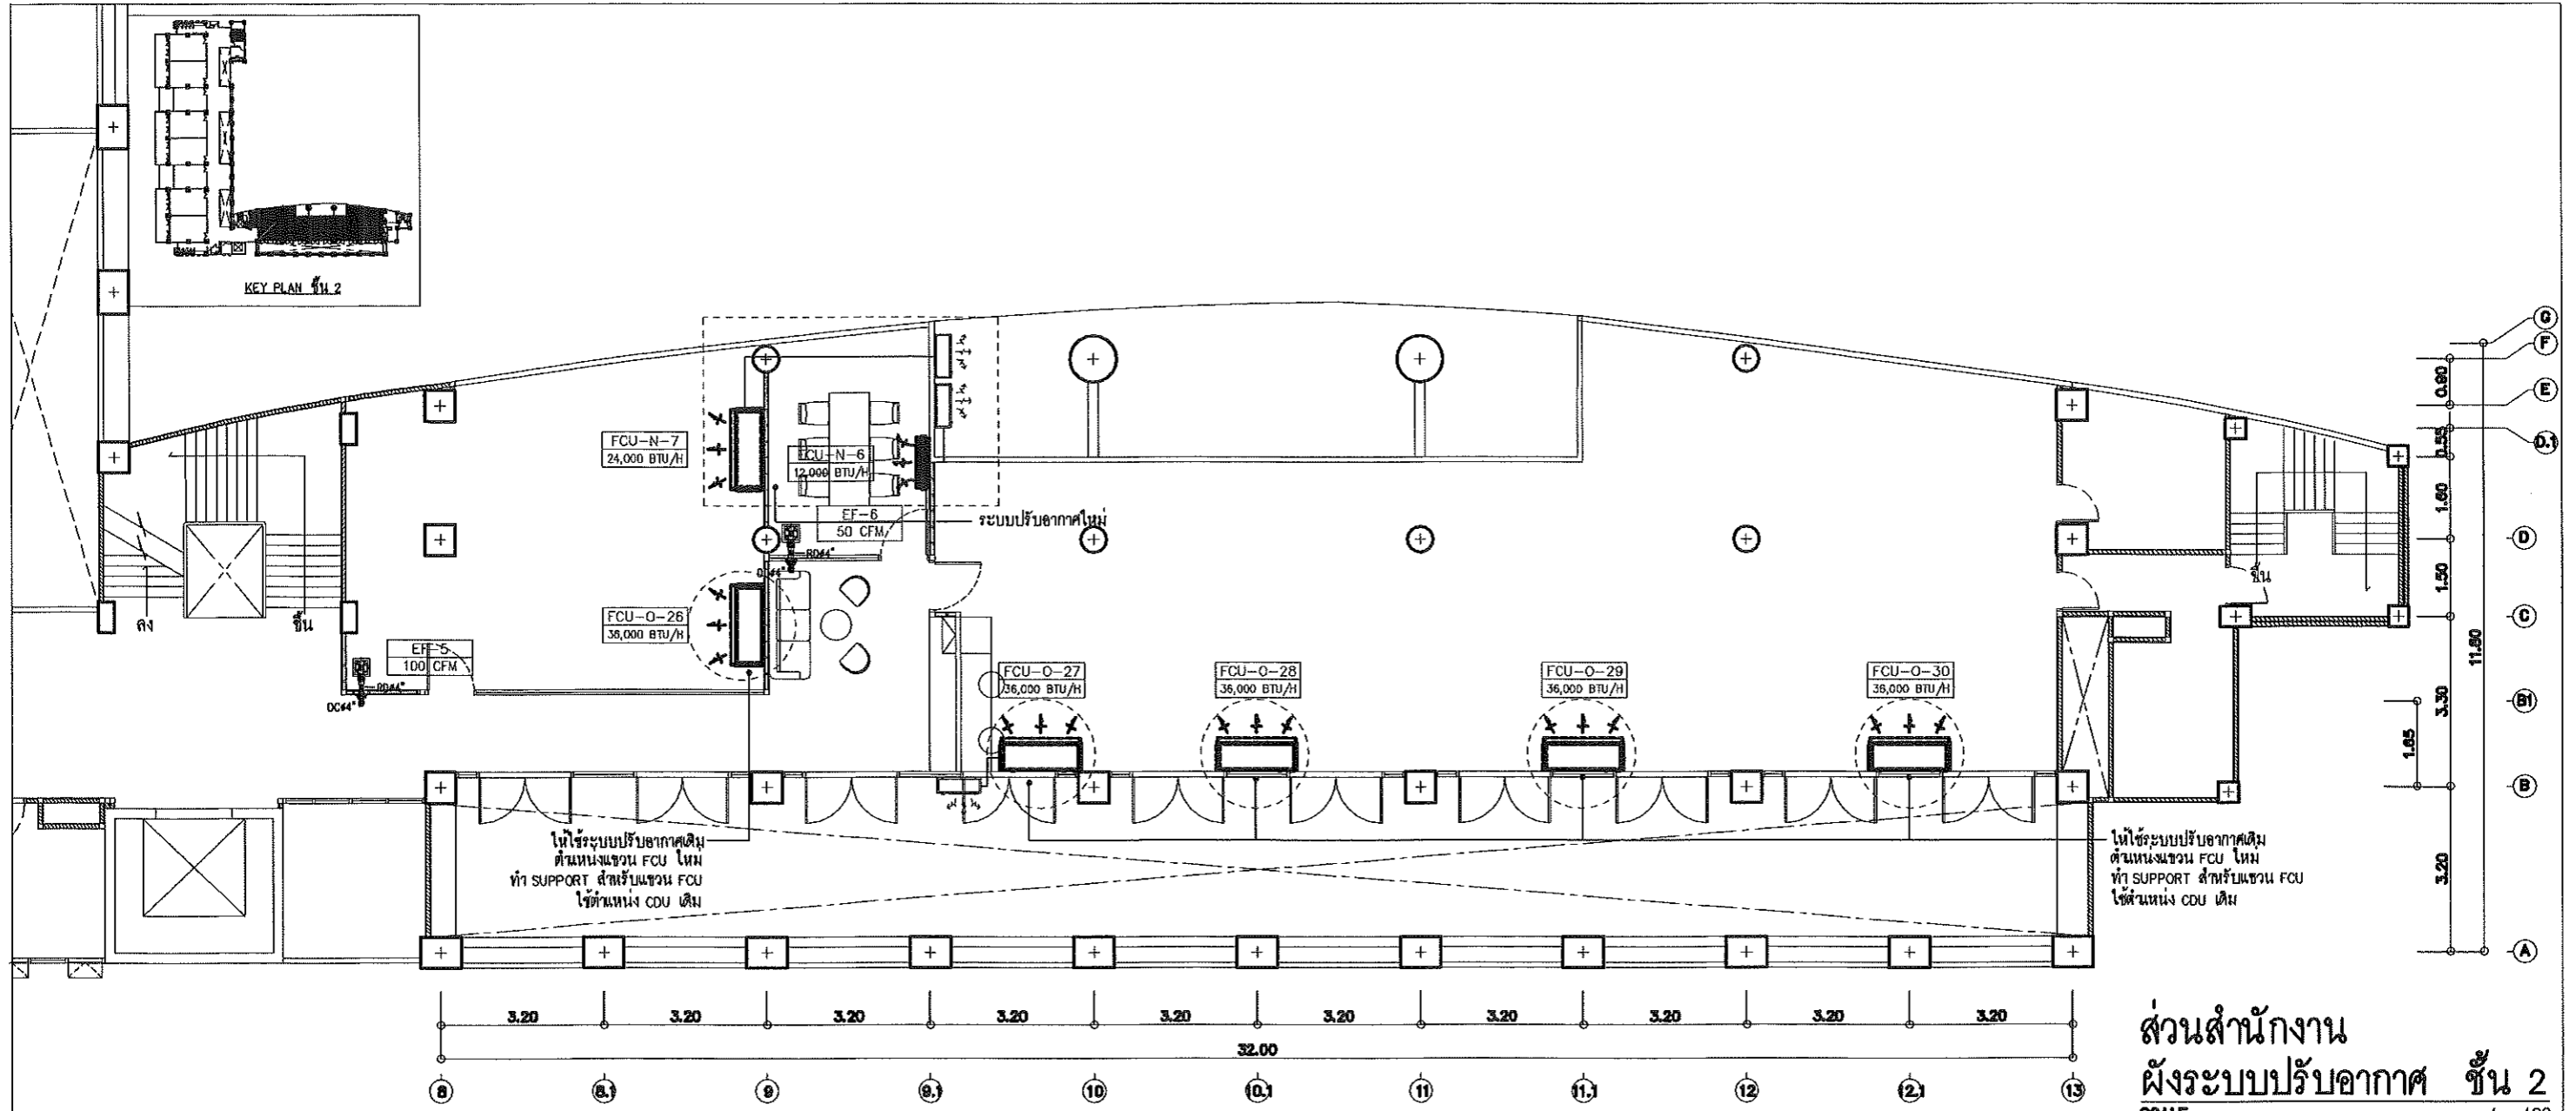 KEY PLAN ชั้น 2
FCU-N-7
24,000 BTU/H
FCU-N-6
12,000 BTU/H
EF-6
50 CFM
ระบบปรับอากาศใหม่
FCU-O-26
36,000 BTU/H
EF-5
100 CFM
ลง
ขึ้น
ขึ้น
FCU-O-27
36,000 BTU/H
FCU-O-28
36,000 BTU/H
FCU-O-29
36,000 BTU/H
FCU-O-30
36,000 BTU/H
ให้ใช้ระบบปรับอากาศเดิม
ตำแหน่งแขวน FCU ใหม่
ทำ SUPPORT สำหรับแขวน FCU
ใช้ตำแหน่ง CDU เดิม
ให้ใช้ระบบปรับอากาศเดิม
ตำแหน่งแขวน FCU ใหม่
ทำ SUPPORT สำหรับแขวน FCU
ใช้ตำแหน่ง CDU เดิม
G
F
E
D.1
D
C
B1
B
A
0.90
0.55
1.60
1.50
3.30
1.65
3.20
11.80
3.20 3.20 3.20 3.20 3.20 3.20 3.20 3.20 3.20 3.20
32.00
8 8.1 9 9.1 10 10.1 11 11.1 12 12.1 13
ส่วนสำนักงาน
ผังระบบปรับอากาศ ชั้น 2